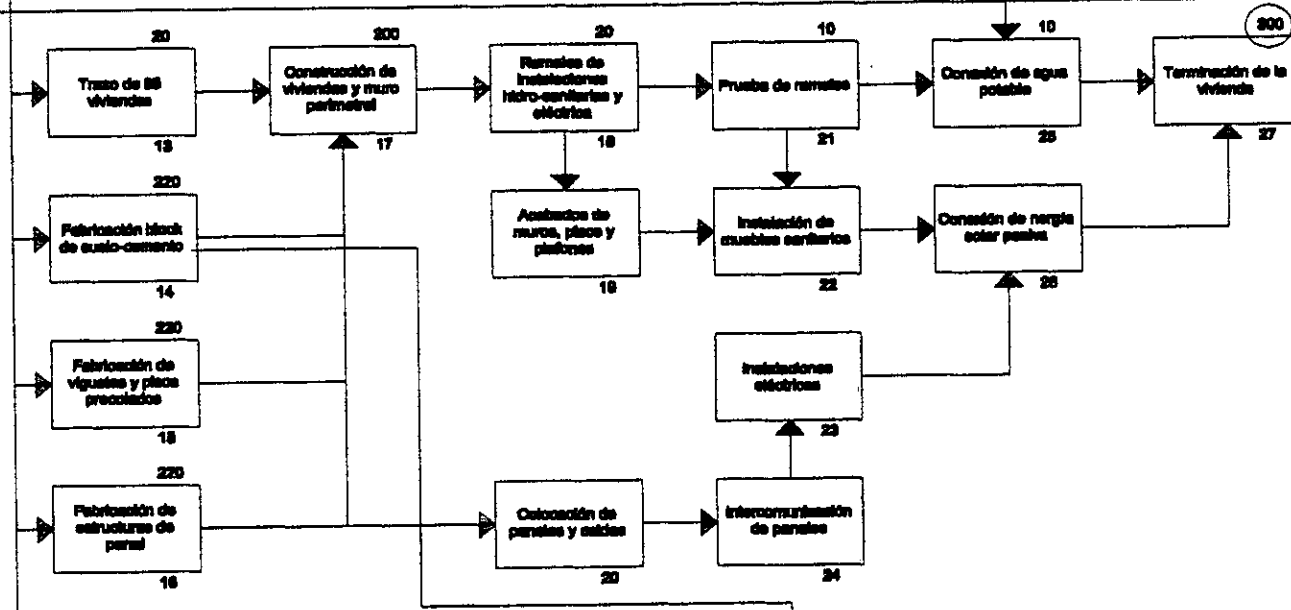 20
Trazo de
viviendas
13
200
Construcción de
viviendas y muro
perimetral
17
20
Ramales de
instalaciones
hidro-sanitarias y
eléctrica
18
10
Prueba de ramales
21
10
Conexión de agua
potable
25
300
Terminación de la
vivienda
27
220
Fabricación block
de suelo-cemento
14
Acabados de
muros, pisos y
plafones
19
Instalación de
muebles sanitarios
22
Conexión de nergia
solar pasiva
26
220
Fabricación de
viguetas y placa
precolados
15
Instalaciones
eléctricas
23
220
Fabricación de
estructuras de
panel
16
Colocación de
paneles y celdas
20
Intercomunicación
de paneles
24